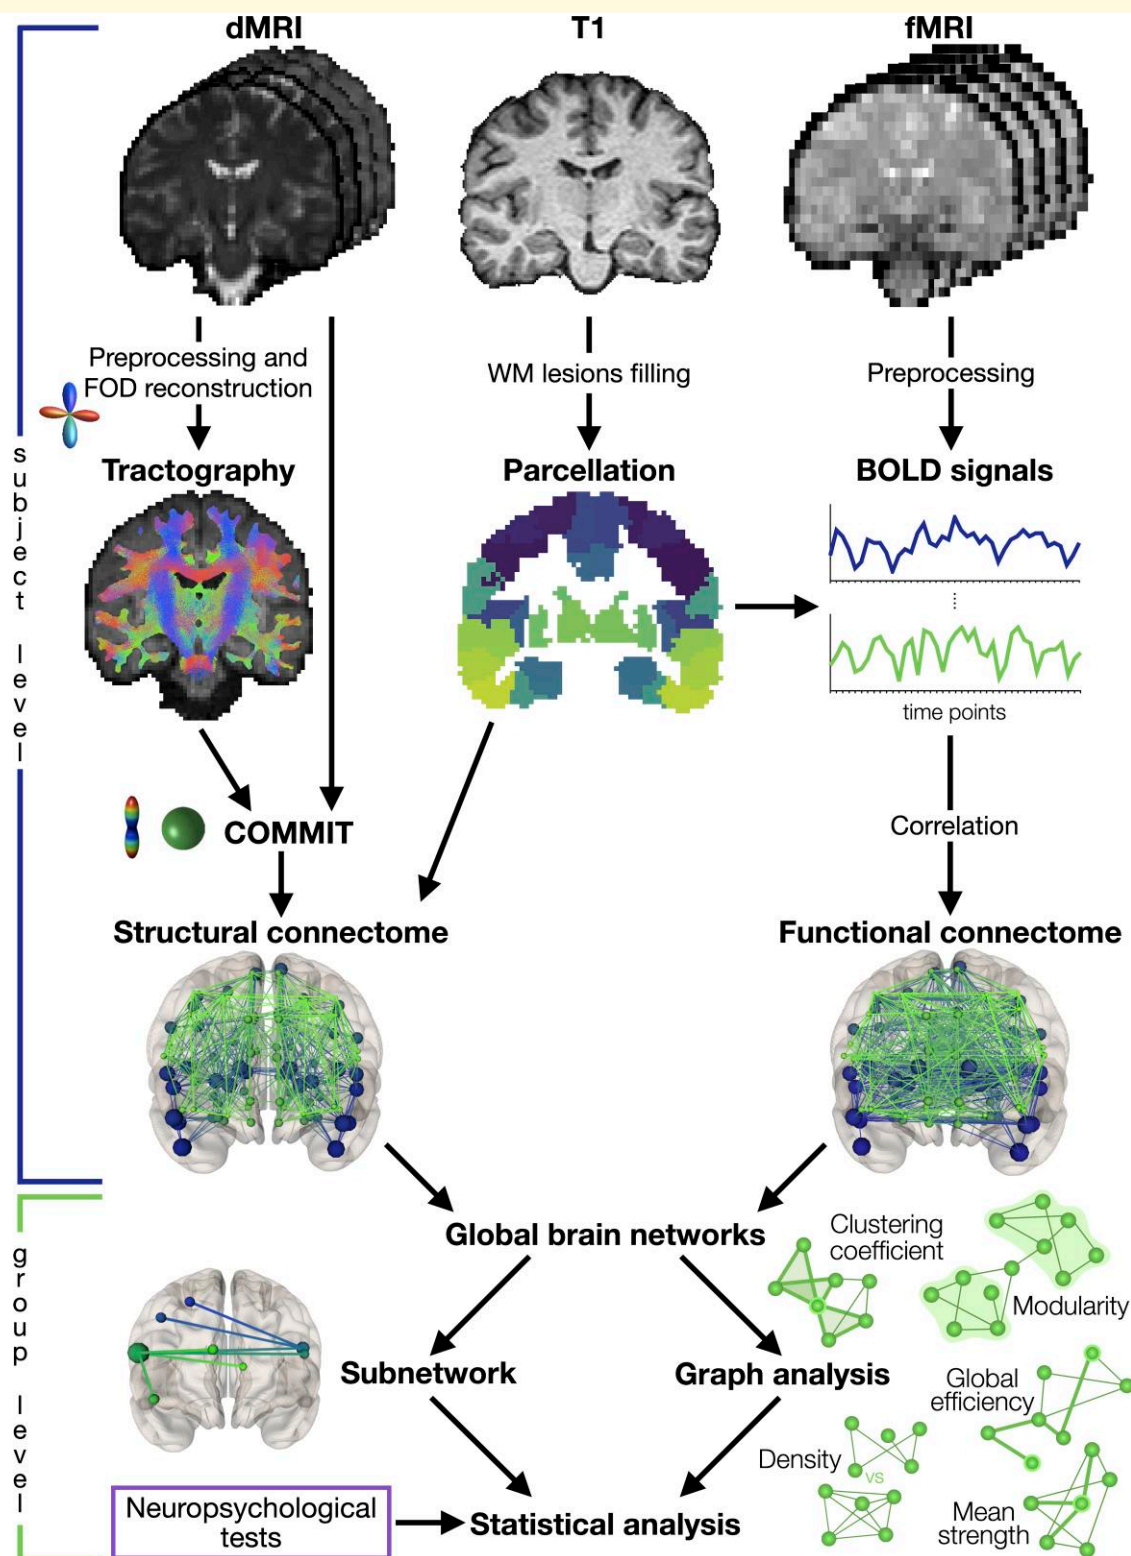 dMRI
T1
fMRI
Preprocessing and
FOD reconstruction
WM lesions filling
Preprocessing
Tractography
Parcellation
BOLD signals
time points
subject level
COMMIT
Correlation
Structural connectome
Functional connectome
Global brain networks
Clustering
coefficient
Modularity
group level
Subnetwork
Graph analysis
Global
efficiency
Density
vs
Neuropsychological
tests
Statistical analysis
Mean
strength